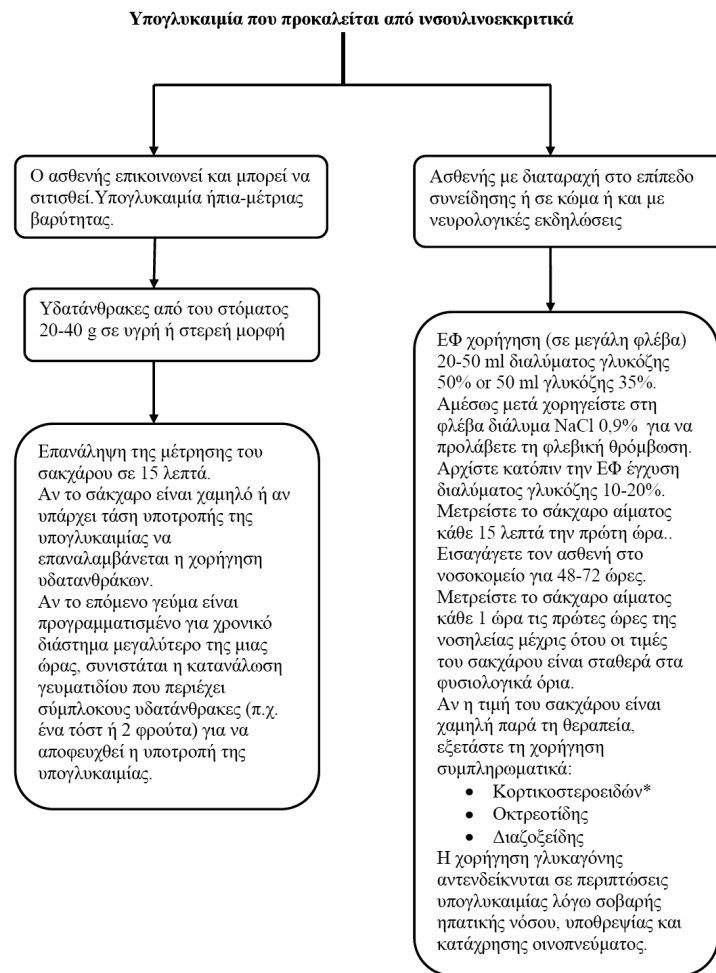 Υπογλυκαιμία που προκαλείται από ινσουλινοεκκριτικά
Ο ασθενής επικοινωνεί και μπορεί να
σιτισθεί.Υπογλυκαιμία ήπια-μέτριας
βαρύτητας.
Υδατάνθρακες από του στόματος
20-40 g σε υγρή ή στερεή μορφή
Επανάληψη της μέτρησης του
σακχάρου σε 15 λεπτά.
Αν το σάκχαρο είναι χαμηλό ή αν
υπάρχει τάση υποτροπής της
υπογλυκαιμίας να
επαναλαμβάνεται η χορήγηση
υδατανθράκων.
Αν το επόμενο γεύμα είναι
προγραμματισμένο για χρονικό
διάστημα μεγαλύτερο της μιας
ώρας, συνιστάται η κατανάλωση
γευματιδίου που περιέχει
σύμπλοκους υδατάνθρακες (π.χ.
ένα τόστ ή 2 φρούτα) για να
αποφευχθεί η υποτροπή της
υπογλυκαιμίας.
Ασθενής με διαταραχή στο επίπεδο
συνείδησης ή σε κώμα ή και με
νευρολογικές εκδηλώσεις
ΕΦ χορήγηση (σε μεγάλη φλέβα)
20-50 ml διαλύματος γλυκόζης
50% or 50 ml γλυκόζης 35%.
Αμέσως μετά χορηγείστε στη
φλέβα διάλυμα NaCl 0,9% για να
προλάβετε τη φλεβική θρόμβωση.
Αρχίστε κατόπιν την ΕΦ έγχυση
διαλύματος γλυκόζης 10-20%.
Μετρείστε το σάκχαρο αίματος
κάθε 15 λεπτά την πρώτη ώρα..
Εισαγάγετε τον ασθενή στο
νοσοκομείο για 48-72 ώρες.
Μετρείστε το σάκχαρο αίματος
κάθε 1 ώρα τις πρώτες ώρες της
νοσηλείας μέχρις ότου οι τιμές
του σακχάρου είναι σταθερά στα
φυσιολογικά όρια.
Αν η τιμή του σακχάρου είναι
χαμηλή παρά τη θεραπεία,
εξετάστε τη χορήγηση
συμπληρωματικά:
• Κορτικοστεροειδών*
• Οκτρεοτίδης
• Διαζοξείδης
Η χορήγηση γλυκαγόνης
αντενδείκνυται σε περιπτώσεις
υπογλυκαιμίας λόγω σοβαρής
ηπατικής νόσου, υποθρεψίας και
κατάχρησης οινοπνεύματος.